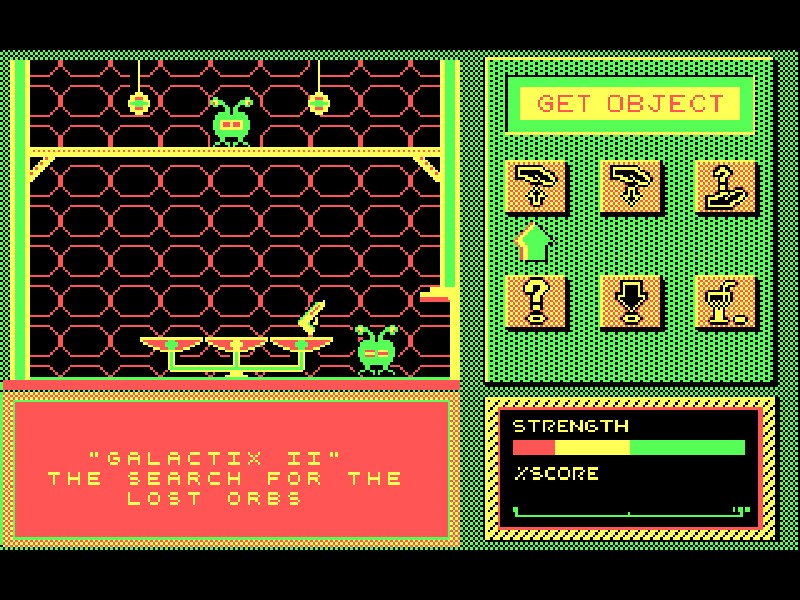 GET OBJECT
"GALACTIX II"
THE SEARCH FOR THE
LOST ORBS
STRENGTH
%SCORE